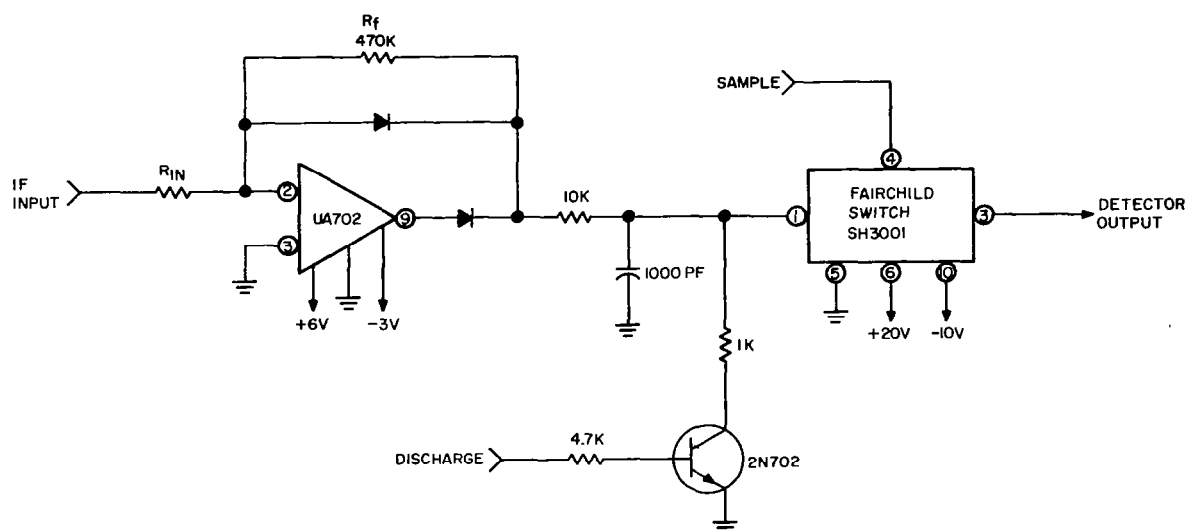 Rf
470K
SAMPLE
RIN
IF
INPUT
2
UA702
9
3
+6V
-3V
10K
1000 PF
4
1
FAIRCHILD
SWITCH
SH3001
3
DETECTOR
OUTPUT
5
6
10
+20V
-10V
1K
DISCHARGE
4.7K
2N702